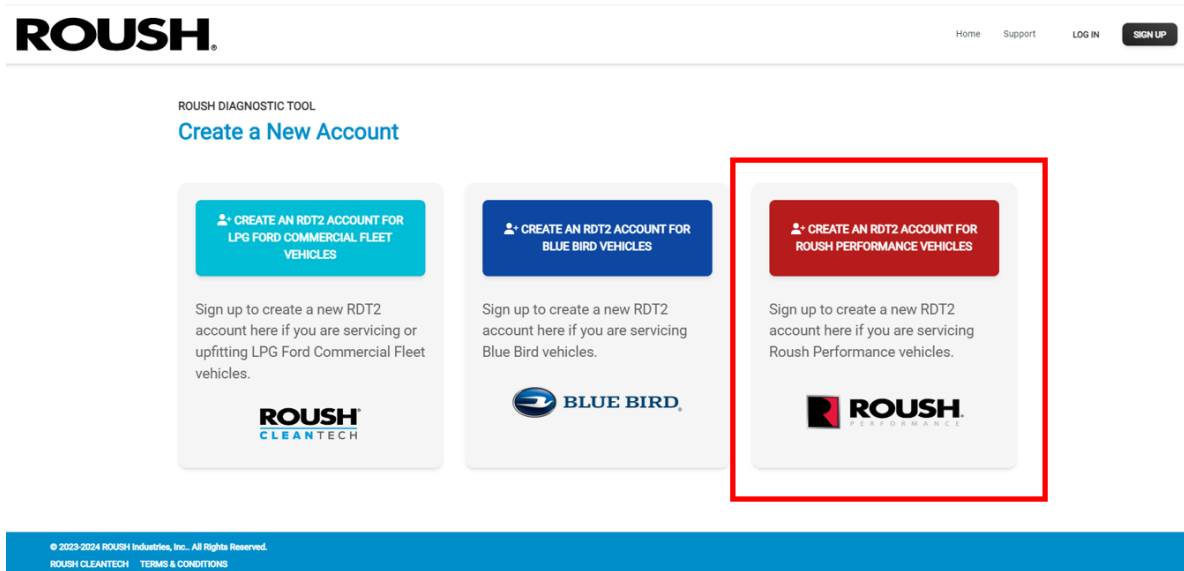 ROUSH
Home Support LOG IN SIGN UP
ROUSH DIAGNOSTIC TOOL
Create a New Account
CREATE AN RDT2 ACCOUNT FOR
LPG FORD COMMERCIAL FLEET
VEHICLES
Sign up to create a new RDT2
account here if you are servicing or
upfitting LPG Ford Commercial Fleet
vehicles.
ROUSH
CLEANTECH
CREATE AN RDT2 ACCOUNT FOR
BLUE BIRD VEHICLES
Sign up to create a new RDT2
account here if you are servicing
Blue Bird vehicles.
BLUE BIRD
CREATE AN RDT2 ACCOUNT FOR
ROUSH PERFORMANCE VEHICLES
Sign up to create a new RDT2
account here if you are servicing
Roush Performance vehicles.
ROUSH
PERFORMANCE
© 2023-2024 ROUSH Industries, Inc.. All Rights Reserved.
ROUSH CLEANTECH TERMS & CONDITIONS